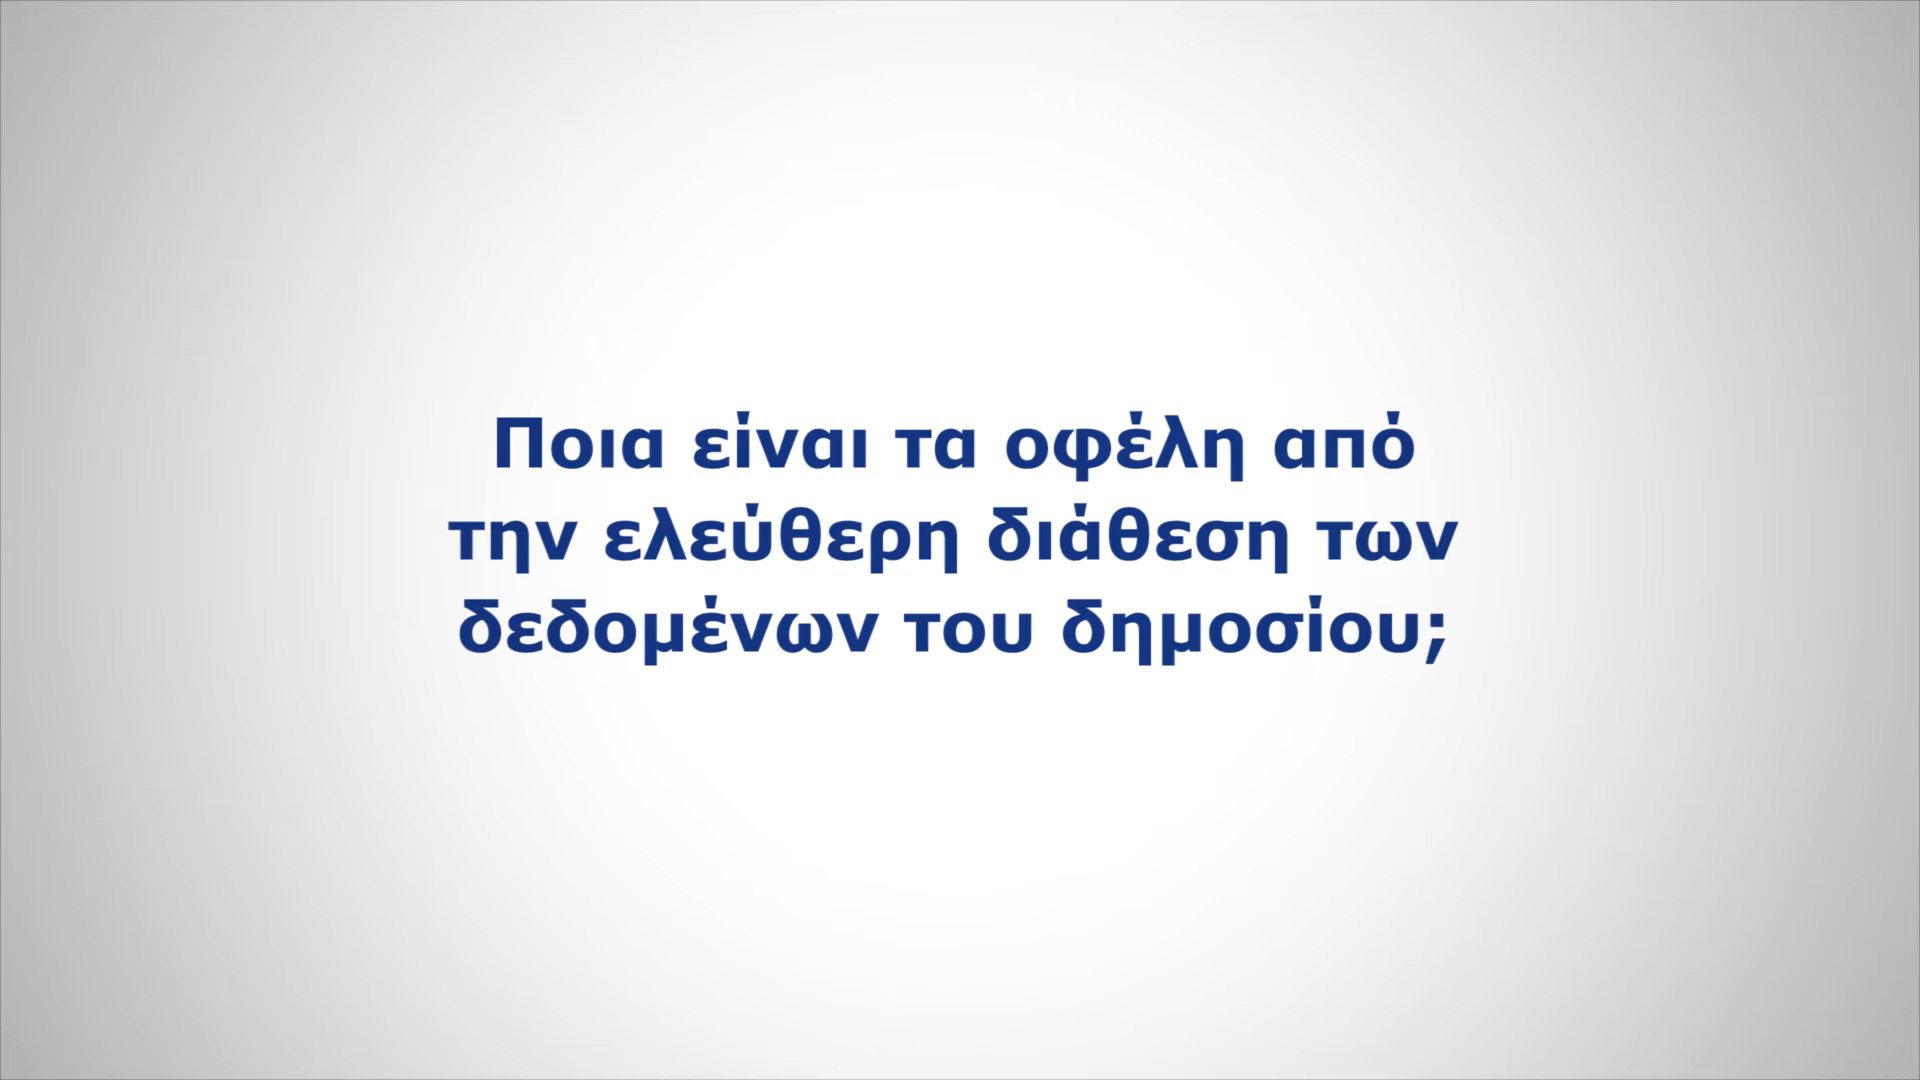 Ποια είναι τα οφέλη από
την ελεύθερη διάθεση των
δεδομένων του δημοσίου;